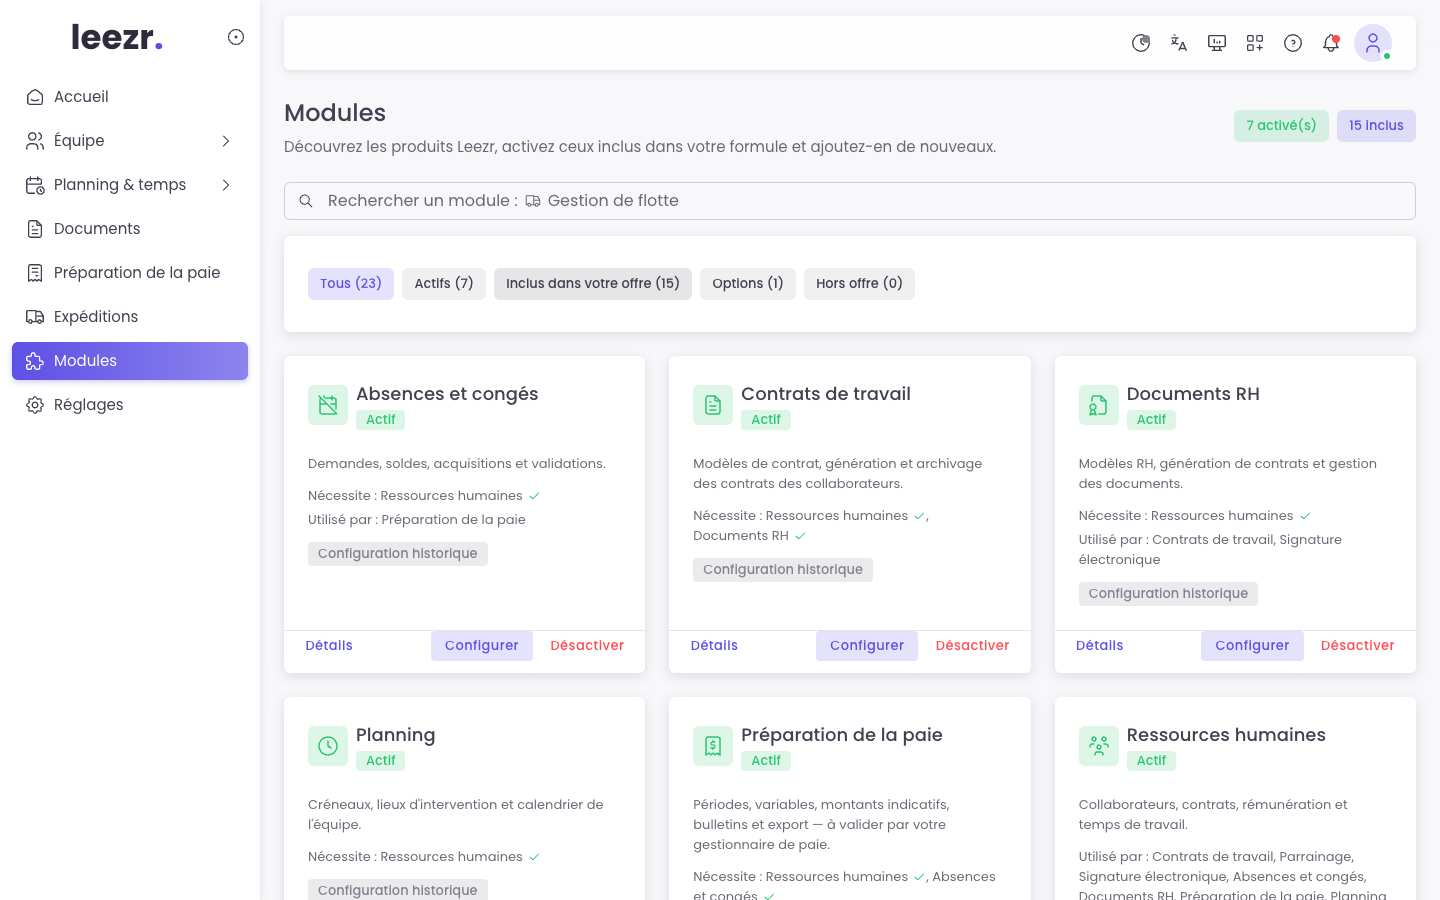 leezr.
Accueil
Équipe
Planning & temps
Documents
Préparation de la paie
Expéditions
Modules
Réglages
Modules
Découvrez les produits Leezr, activez ceux inclus dans votre formule et ajoutez-en de nouveaux.
7 activé(s)
15 inclus
Rechercher un module : Gestion de flotte
Tous (23)
Actifs (7)
Inclus dans votre offre (15)
Options (1)
Hors offre (0)
Absences et congés
Actif
Demandes, soldes, acquisitions et validations.
Nécessite : Ressources humaines ✓
Utilisé par : Préparation de la paie
Configuration historique
Détails
Configurer
Désactiver
Contrats de travail
Actif
Modèles de contrat, génération et archivage
des contrats des collaborateurs.
Nécessite : Ressources humaines ✓,
Documents RH ✓
Configuration historique
Détails
Configurer
Désactiver
Documents RH
Actif
Modèles RH, génération de contrats et gestion
des documents.
Nécessite : Ressources humaines ✓
Utilisé par : Contrats de travail, Signature
électronique
Configuration historique
Détails
Configurer
Désactiver
Planning
Actif
Créneaux, lieux d'intervention et calendrier de
l'équipe.
Nécessite : Ressources humaines ✓
Configuration historique
Préparation de la paie
Actif
Périodes, variables, montants indicatifs,
bulletins et export — à valider par votre
gestionnaire de paie.
Nécessite : Ressources humaines ✓, Absences
et congés ✓
Ressources humaines
Actif
Collaborateurs, contrats, rémunération et
temps de travail.
Utilisé par : Contrats de travail, Parrainage,
Signature électronique, Absences et congés,
Documents RH, Préparation de la paie, Planning